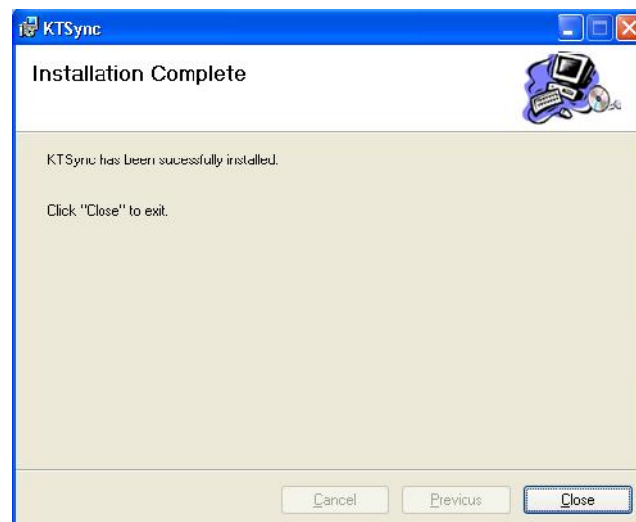 KTSync
Installation Complete
KTSync has been sucessfully installed.
Click "Close" to exit.
Cancel
Previous
Close